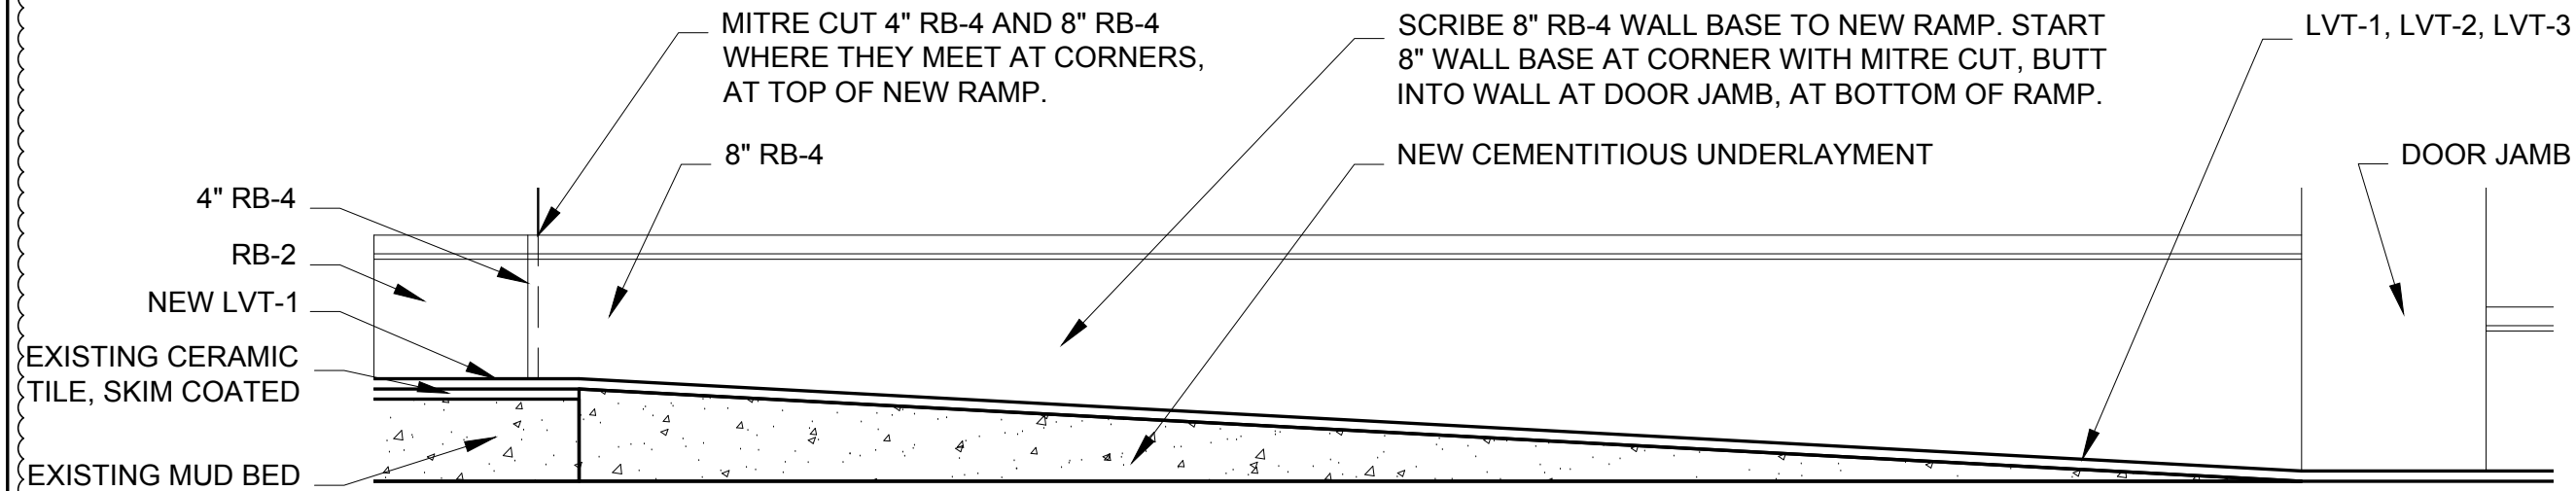 MITRE CUT 4" RB-4 AND 8" RB-4
WHERE THEY MEET AT CORNERS,
AT TOP OF NEW RAMP.
SCRIBE 8" RB-4 WALL BASE TO NEW RAMP. START
8" WALL BASE AT CORNER WITH MITRE CUT, BUTT
INTO WALL AT DOOR JAMB, AT BOTTOM OF RAMP.
LVT-1, LVT-2, LVT-3
8" RB-4
NEW CEMENTITIOUS UNDERLAYMENT
DOOR JAMB
4" RB-4
RB-2
NEW LVT-1
EXISTING CERAMIC
TILE, SKIM COATED
EXISTING MUD BED